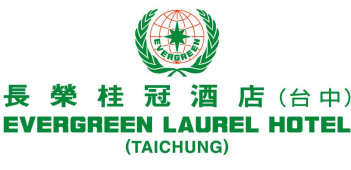 EVERGREEN
長榮桂冠酒店(台中)
EVERGREEN LAUREL HOTEL
(TAICHUNG)